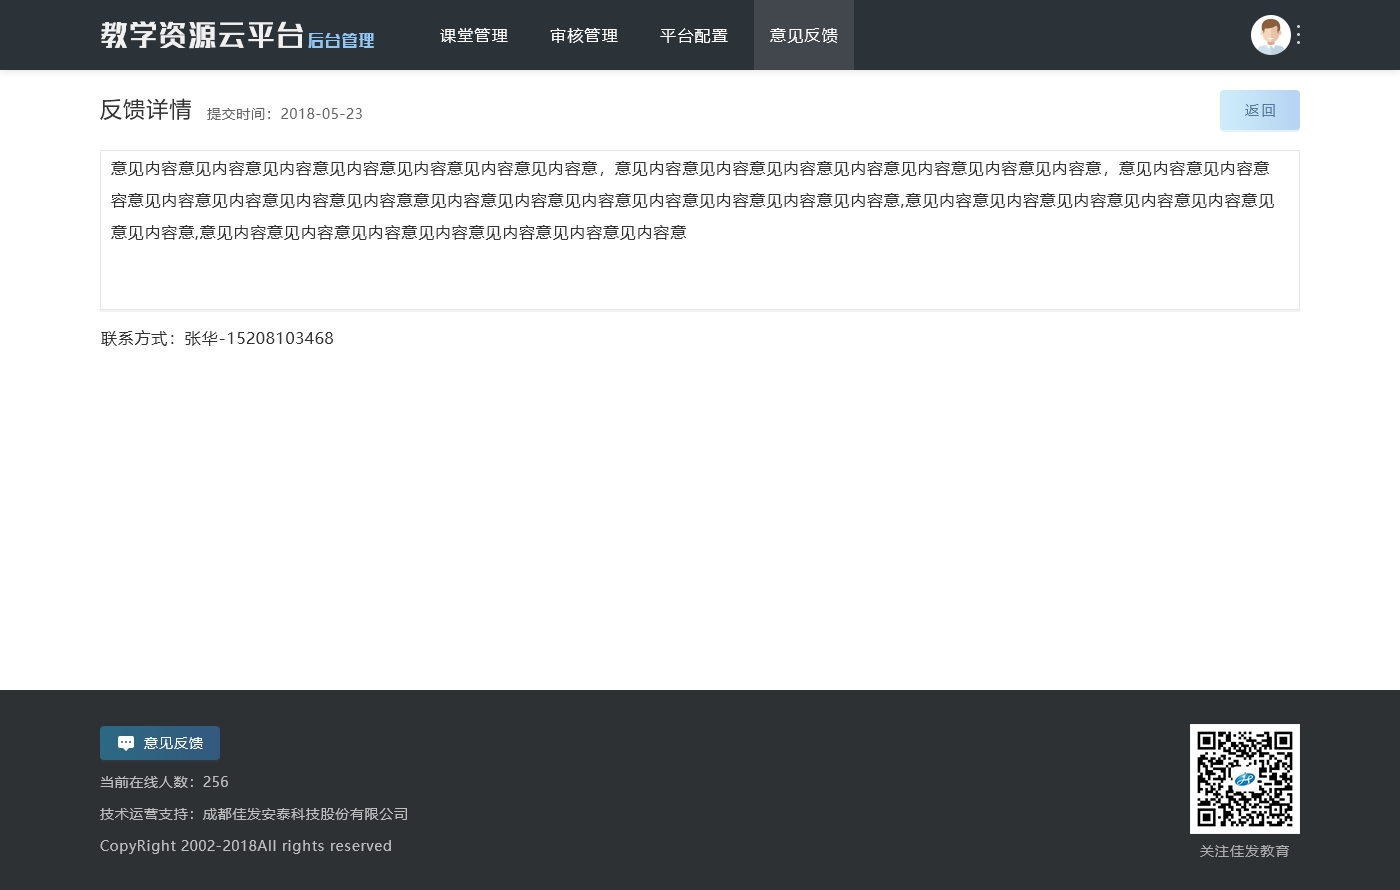 教学资源云平台 后台管理 课堂管理 审核管理 平台配置 意见反馈
反馈详情 提交时间：2018-05-23 返回
意见内容意见内容意见内容意见内容意见内容意见内容意见内容意，意见内容意见内容意见内容意见内容意见内容意见内容意见内容意，意见内容意见内容意
容意见内容意见内容意见内容意见内容意意见内容意见内容意见内容意见内容意见内容意见内容意见内容意,意见内容意见内容意见内容意见内容意见内容意见
意见内容意,意见内容意见内容意见内容意见内容意见内容意见内容意见内容意
联系方式：张华-15208103468
意见反馈
当前在线人数：256
技术运营支持：成都佳发安泰科技股份有限公司
CopyRight 2002-2018All rights reserved
关注佳发教育